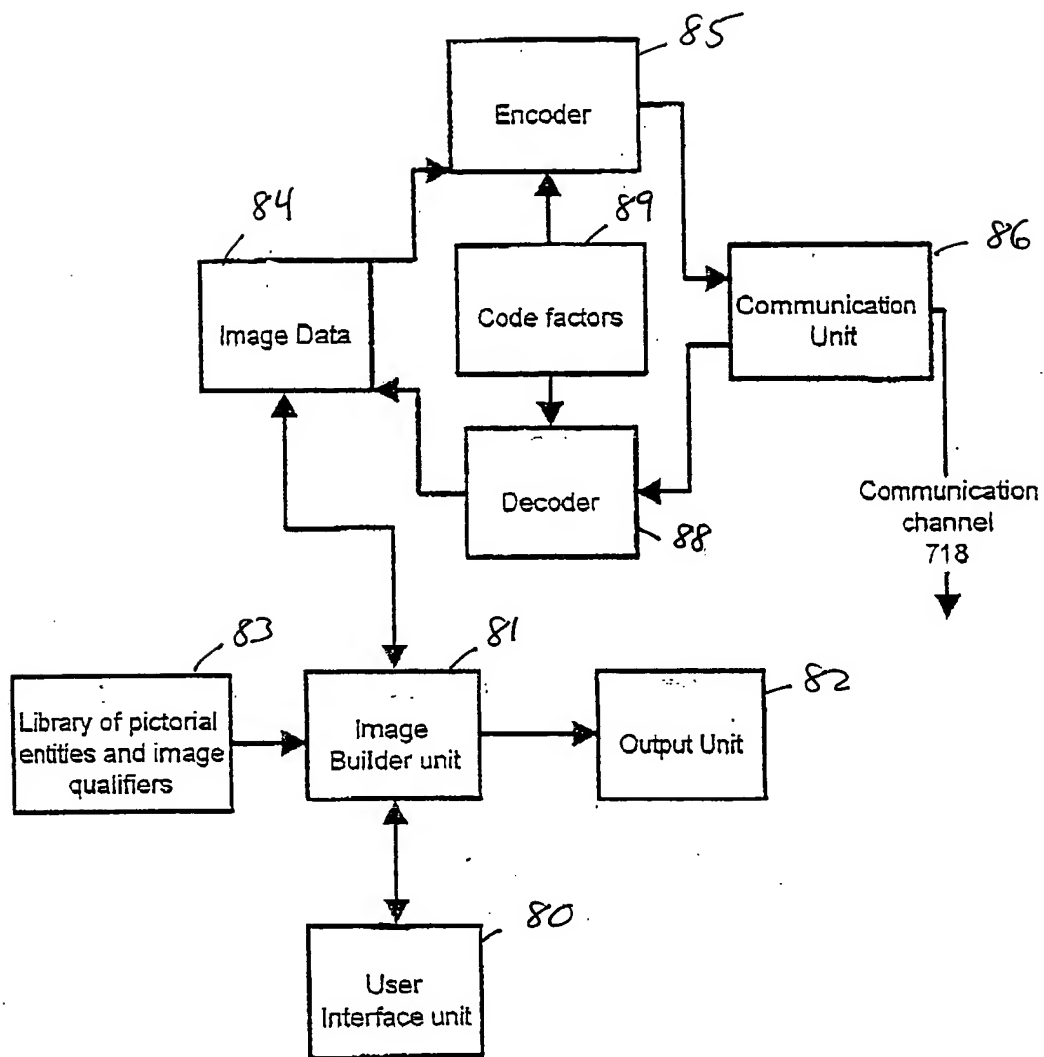 85
Encoder
84
89
86
Image Data
Code factors
Communication
Unit
Decoder
88
Communication
channel
718
83
81
82
Library of pictorial
entities and image
qualifiers
Image
Builder unit
Output Unit
80
User
Interface unit